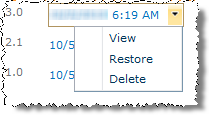 3.0 6:19 AM
View
2.1 10/5
Restore
1.0 10/5
Delete